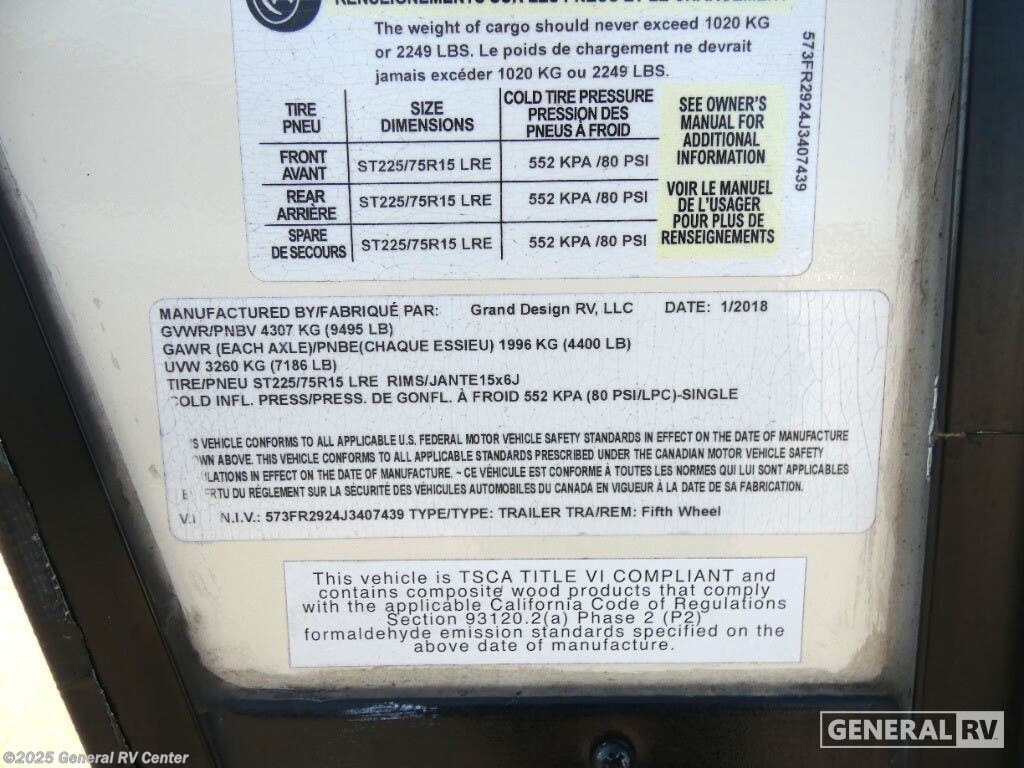 RENSEIGNEMENTS SUR LES PNEUS ET LE CHARGEMENT
The weight of cargo should never exceed 1020 KG
or 2249 LBS. Le poids de chargement ne devrait
jamais excéder 1020 KG ou 2249 LBS.
TIRE PNEU SIZE DIMENSIONS COLD TIRE PRESSURE PRESSION DES PNEUS À FROID
FRONT AVANT ST225/75R15 LRE 552 KPA /80 PSI
REAR ARRIÈRE ST225/75R15 LRE 552 KPA /80 PSI
SPARE DE SECOURS ST225/75R15 LRE 552 KPA /80 PSI
SEE OWNER'S
MANUAL FOR
ADDITIONAL
INFORMATION
VOIR LE MANUEL
DE L'USAGER
POUR PLUS DE
RENSEIGNEMENTS
573FR2924J3407439
MANUFACTURED BY/FABRIQUÉ PAR: Grand Design RV, LLC DATE: 1/2018
GVWR/PNBV 4307 KG (9495 LB)
GAWR (EACH AXLE)/PNBE(CHAQUE ESSIEU) 1996 KG (4400 LB)
UVW 3260 KG (7186 LB)
TIRE/PNEU ST225/75R15 LRE RIMS/JANTE15x6J
COLD INFL. PRESS/PRESS. DE GONFL. À FROID 552 KPA (80 PSI/LPC)-SINGLE
S VEHICLE CONFORMS TO ALL APPLICABLE U.S. FEDERAL MOTOR VEHICLE SAFETY STANDARDS IN EFFECT ON THE DATE OF MANUFACTURE
WN ABOVE. THIS VEHICLE CONFORMS TO ALL APPLICABLE STANDARDS PRESCRIBED UNDER THE CANADIAN MOTOR VEHICLE SAFETY
ULATIONS IN EFFECT ON THE DATE OF MANUFACTURE. ~ CE VÉHICULE EST CONFORME À TOUTES LES NORMES QUI LUI SONT APPLICABLES
E RTU DU RÉGLEMENT SUR LA SÉCURITÉ DES VÉHICULES AUTOMOBILES DU CANADA EN VIGUEUR À LA DATE DE SA FABRICATION.
V.I N.I.V.: 573FR2924J3407439 TYPE/TYPE: TRAILER TRA/REM: Fifth Wheel
This vehicle is TSCA TITLE VI COMPLIANT and
contains composite wood products that comply
with the applicable California Code of Regulations
Section 93120.2(a) Phase 2 (P2)
formaldehyde emission standards specified on the
above date of manufacture.
GENERAL RV
©2025 General RV Center